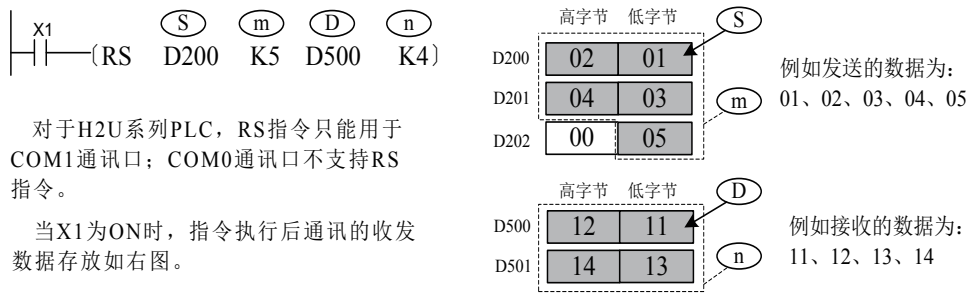 X1
S m D n
(RS D200 K5 D500 K4)
对于H2U系列PLC，RS指令只能用于
COM1通讯口；COM0通讯口不支持RS
指令。
当X1为ON时，指令执行后通讯的收发
数据存放如右图。
高字节 低字节
S
D200 02 01
D201 04 03
D202 00 05
m
例如发送的数据为：
01、02、03、04、05
高字节 低字节
D
D500 12 11
D501 14 13
n
例如接收的数据为：
11、12、13、14